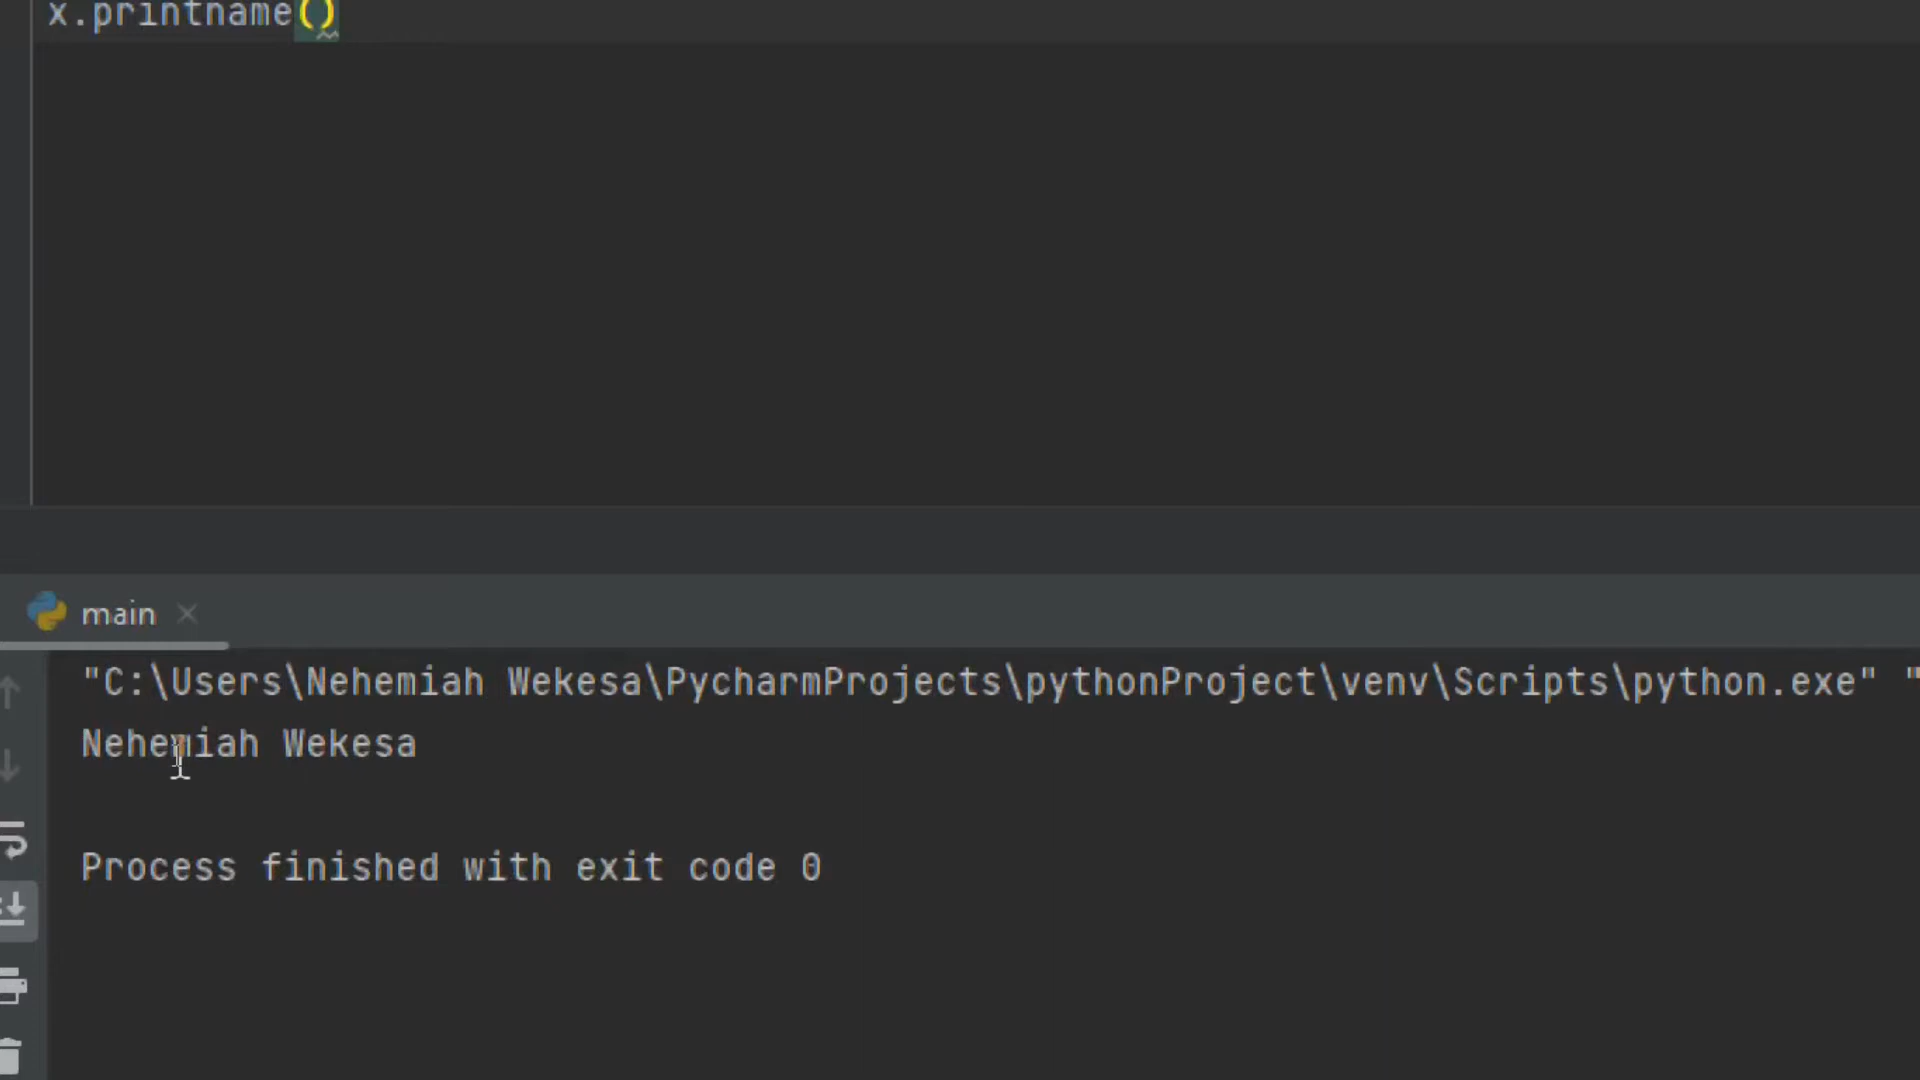 x.printname()
main
"C:\Users\Nehemiah Wekesa\PycharmProjects\pythonProject\venv\Scripts\python.exe" "
Nehemiah Wekesa
Process finished with exit code 0